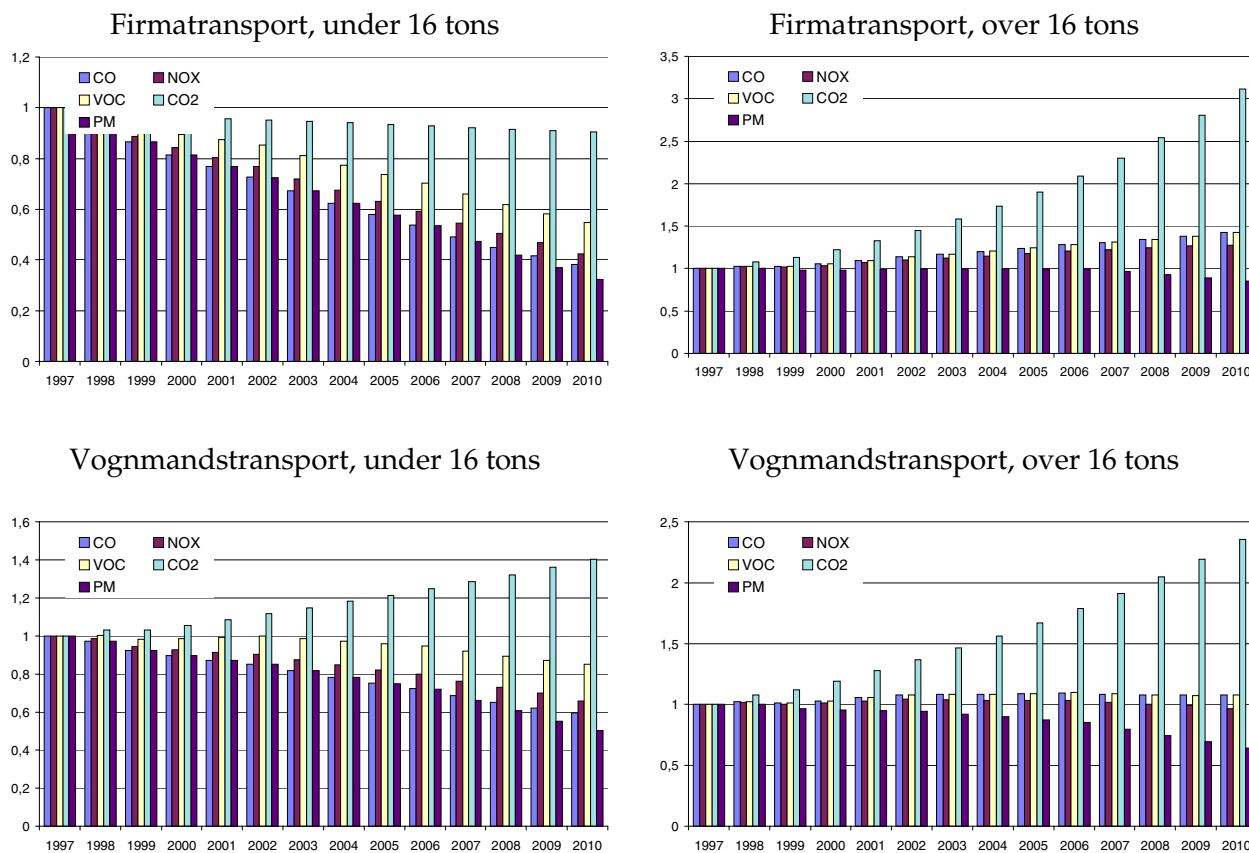 Firmatransport, under 16 tons
1,2
1
0,8
0,6
0,4
0,2
0
CO NOX
VOC CO2
PM
1997 1998 1999 2000 2001 2002 2003 2004 2005 2006 2007 2008 2009 2010
Firmatransport, over 16 tons
3,5
3
2,5
2
1,5
1
0,5
0
CO NOX
VOC CO2
PM
1997 1998 1999 2000 2001 2002 2003 2004 2005 2006 2007 2008 2009 2010
Vognmandstransport, under 16 tons
1,6
1,4
1,2
1
0,8
0,6
0,4
0,2
0
CO NOX
VOC CO2
PM
1997 1998 1999 2000 2001 2002 2003 2004 2005 2006 2007 2008 2009 2010
Vognmandstransport, over 16 tons
2,5
2
1,5
1
0,5
0
CO NOX
VOC CO2
PM
1997 1998 1999 2000 2001 2002 2003 2004 2005 2006 2007 2008 2009 2010